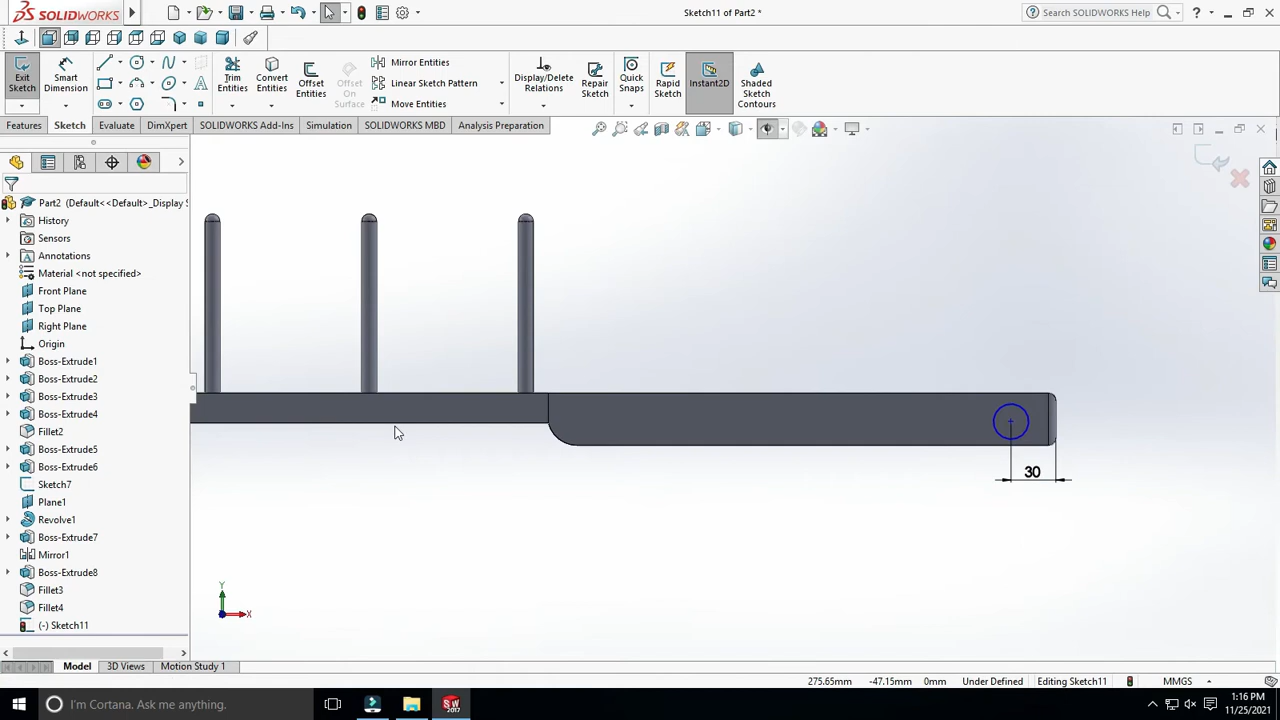 SOLIDWORKS
Sketch11 of Part2 *
Search SOLIDWORKS Help
Exit Sketch
Smart Dimension
Trim Entities
Convert Entities
Offset Entities
Offset On Surface
Mirror Entities
Linear Sketch Pattern
Move Entities
Display/Delete Relations
Repair Sketch
Quick Snaps
Rapid Sketch
Instant2D
Shaded Sketch Contours
Features
Sketch
Evaluate
DimXpert
SOLIDWORKS Add-Ins
Simulation
SOLIDWORKS MBD
Analysis Preparation
Part2 (Default<<Default>_Display S
History
Sensors
Annotations
Material <not specified>
Front Plane
Top Plane
Right Plane
Origin
Boss-Extrude1
Boss-Extrude2
Boss-Extrude3
Boss-Extrude4
Fillet2
Boss-Extrude5
Boss-Extrude6
Sketch7
Plane1
Revolve1
Boss-Extrude7
Mirror1
Boss-Extrude8
Fillet3
Fillet4
(-) Sketch11
30
Y
X
Model
3D Views
Motion Study 1
275.65mm
-47.15mm
0mm
Under Defined
Editing Sketch11
MMGS
I'm Cortana. Ask me anything.
SW
2017
1:16 PM
11/25/2021